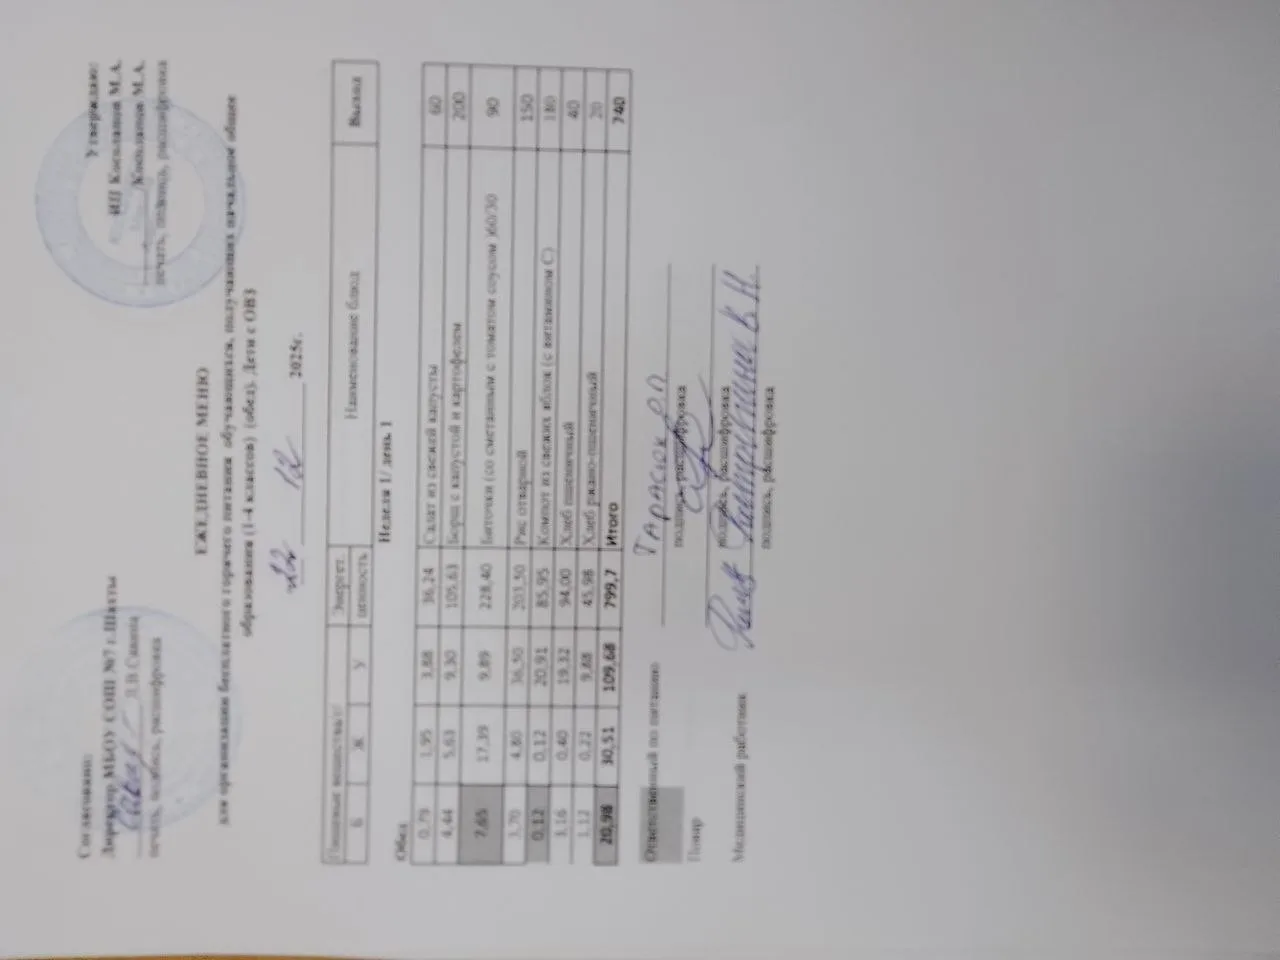 Согласовано:
Директор МБОУ СОШ №7 г.Шахты
печать, подпись, расшифровка
Утверждаю:
ИП Космланов М.А.
печать, подпись, расшифровка
ЕЖЕДНЕВНОЕ МЕНЮ
для организации бесплатного горячего питания обучающихся, получающих начальное общее
образования (1-4 классов) (обед). Дети с ОВЗ
22 12 2025г.
Пищевые вещества/г/ Энергет. ценность Наименование блюд Выход
Б Ж У
Неделя 1/ день 1
Обед
0,79 1,95 3,88 36,24 Салат из свежей капусты 60
4,44 5,63 9,30 105,63 Борщ с капустой и картофелем 200
7,65 17,39 9,89 228,40 Биточки (со сметанным с томатом соусом )60/30 90
3,70 4,80 36,50 203,50 Рис отварной 150
0,12 0,12 20,91 85,95 Компот из свежих яблок (с витамином С) 180
3,16 0,40 19,32 94,00 Хлеб пшеничный 40
1,12 0,22 9,88 45,98 Хлеб ржано-пшеничный 20
20,98 30,51 109,68 799,7 Итого 740
Ответственный по питанию Тарасюк
подпись, расшифровка
Повар
подпись, расшифровка
Медицинский работник В Н.
подпись, расшифровка